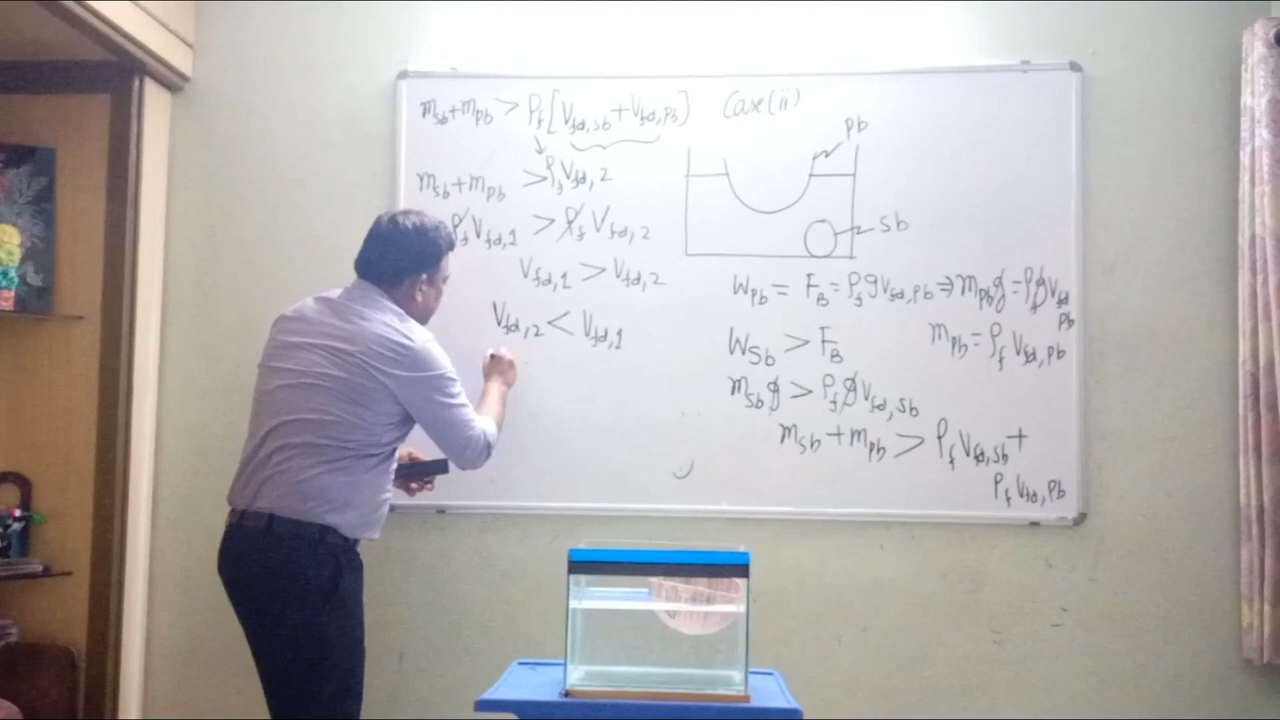 m_sb + m_pb > ρ_f [V_fd,sb + V_fd,pb]
m_sb + m_pb > ρ_f V_fd,2
ρ_f V_fd,1 > ρ_f V_fd,2
V_fd,1 > V_fd,2
V_fd,2 < V_fd,1
Case (ii)
pb
sb
W_pb = F_B = ρ_f g V_fd,pb ⇒ m_pb g = ρ_f g V_fd pb
m_pb = ρ_f V_fd,pb
W_sb > F_B
m_sb g > ρ_f g V_fd,sb
m_sb + m_pb > ρ_f V_fd,sb +
ρ_f V_fd,pb